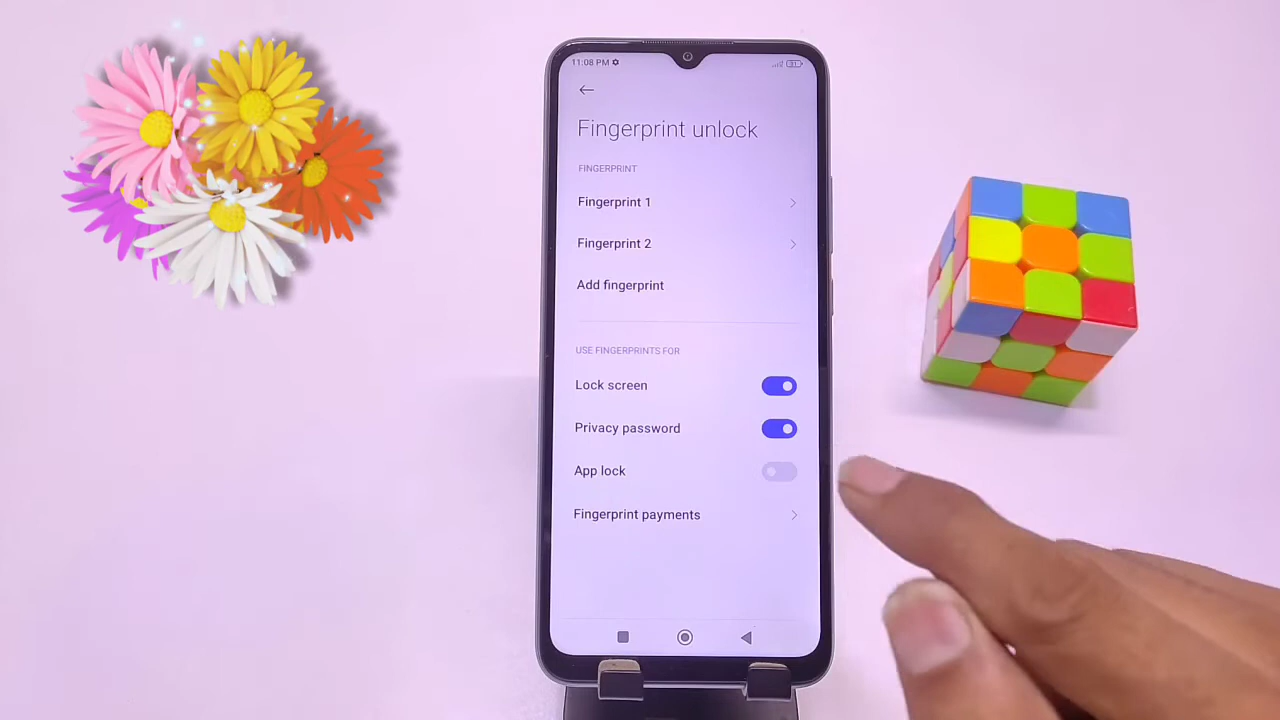 11:08 PM
31
Fingerprint unlock
FINGERPRINT
Fingerprint 1
Fingerprint 2
Add fingerprint
USE FINGERPRINTS FOR
Lock screen
Privacy password
App lock
Fingerprint payments